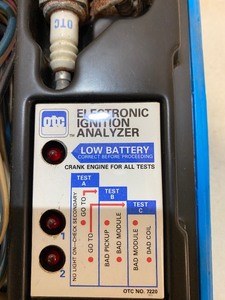 OTC
OTC
ELECTRONIC
IGNITION
ANALYZER
TM
LOW BATTERY
CORRECT BEFORE PROCEEDING
CRANK ENGINE FOR ALL TESTS
TEST
A
TEST
B
TEST
C
NO LIGHT ON - CHECK SECONDARY
GO TO
GO TO
BAD PICKUP
BAD MODULE
BAD MODULE
BAD COIL
1
2
OTC NO. 7220